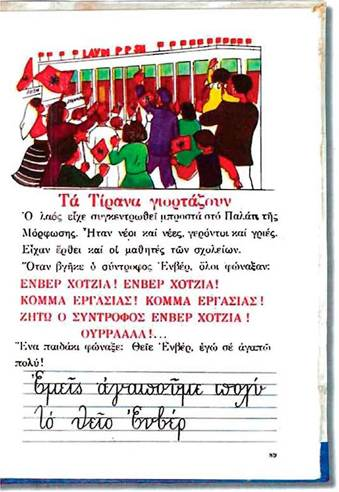 LAVDI P.P.SH
Τά Τίρανα γιορτάζουν
Ὁ λαός εἶχε συγκεντρωθεῖ μπροστά στό Παλάτι τῆς
Μόρφωσης. Ἦταν νέοι καί νέες, γερόντοι καί γριές.
Εἶχαν ἔρθει καί οἱ μαθητές τῶν σχολείων.
Ὅταν βγῆκε ὁ σύντροφος Ἐνβέρ, ὅλοι φώναξαν:
ΕΝΒΕΡ ΧΟΤΖΙΑ! ΕΝΒΕΡ ΧΟΤΖΙΑ!
ΚΟΜΜΑ ΕΡΓΑΣΙΑΣ! ΚΟΜΜΑ ΕΡΓΑΣΙΑΣ!
ΖΗΤΩ Ο ΣΥΝΤΡΟΦΟΣ ΕΝΒΕΡ ΧΟΤΖΙΑ!
ΟΥΡΡΑΑΑΑ!...
Ἕνα παιδάκι φώναξε: Θεῖε Ἐνβέρ, ἐγώ σέ ἀγαπῶ
πολύ!
Ἐμεῖς ἀγαποῦμε πολύ
τό θεῖο Ἐνβέρ